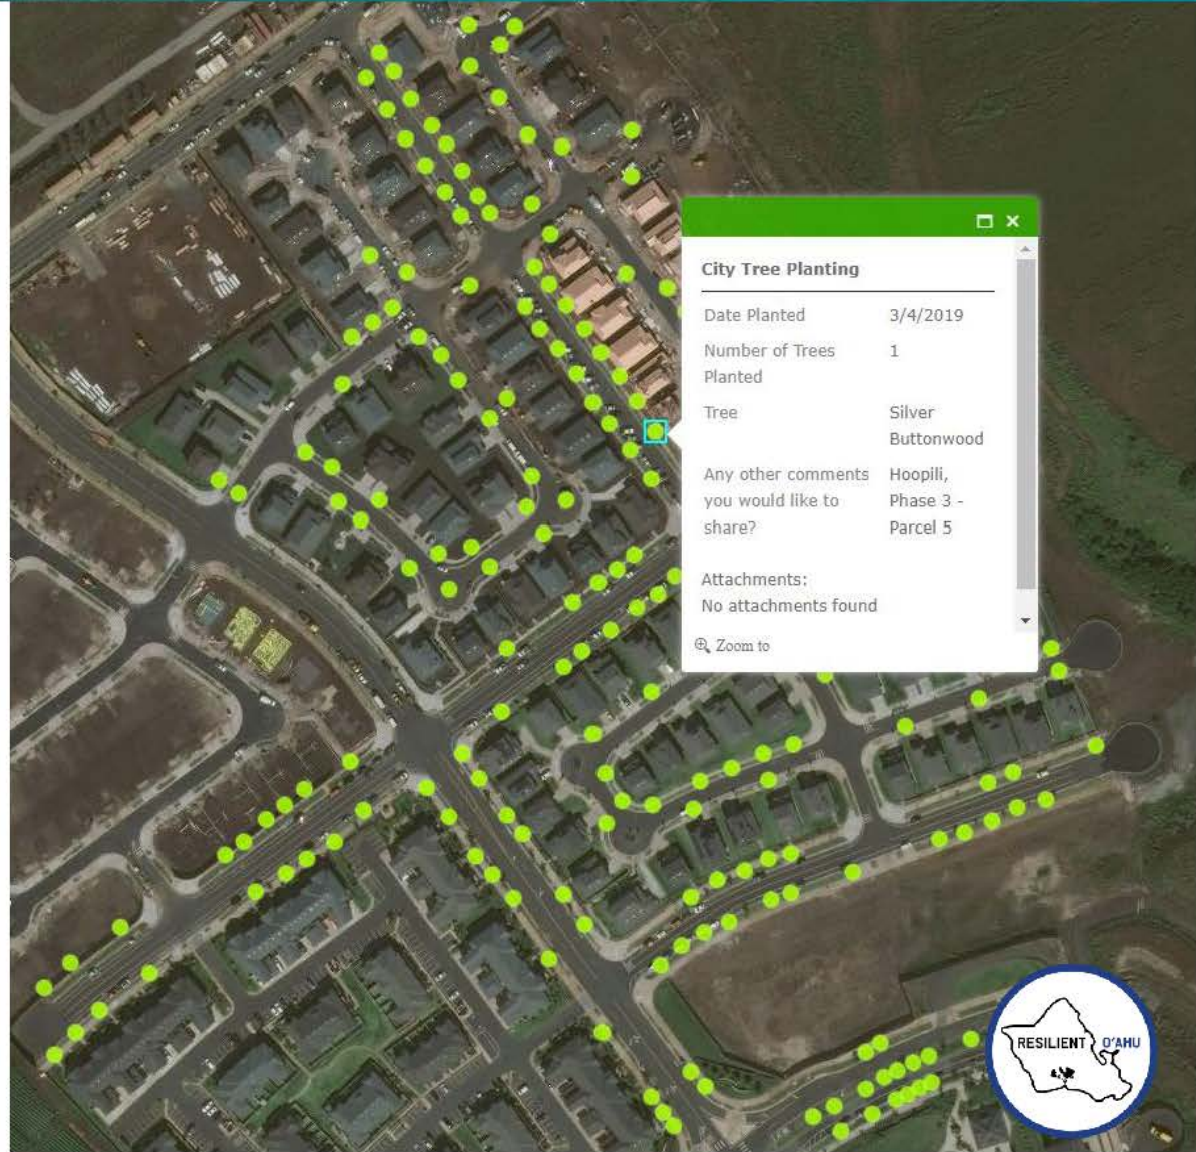 City Tree Planting
Date Planted 3/4/2019
Number of Trees 1
Planted
Tree Silver
Buttonwood
Any other comments Hoopili,
you would like to Phase 3 -
share? Parcel 5
Attachments:
No attachments found
Zoom to
RESILIENT O‘AHU